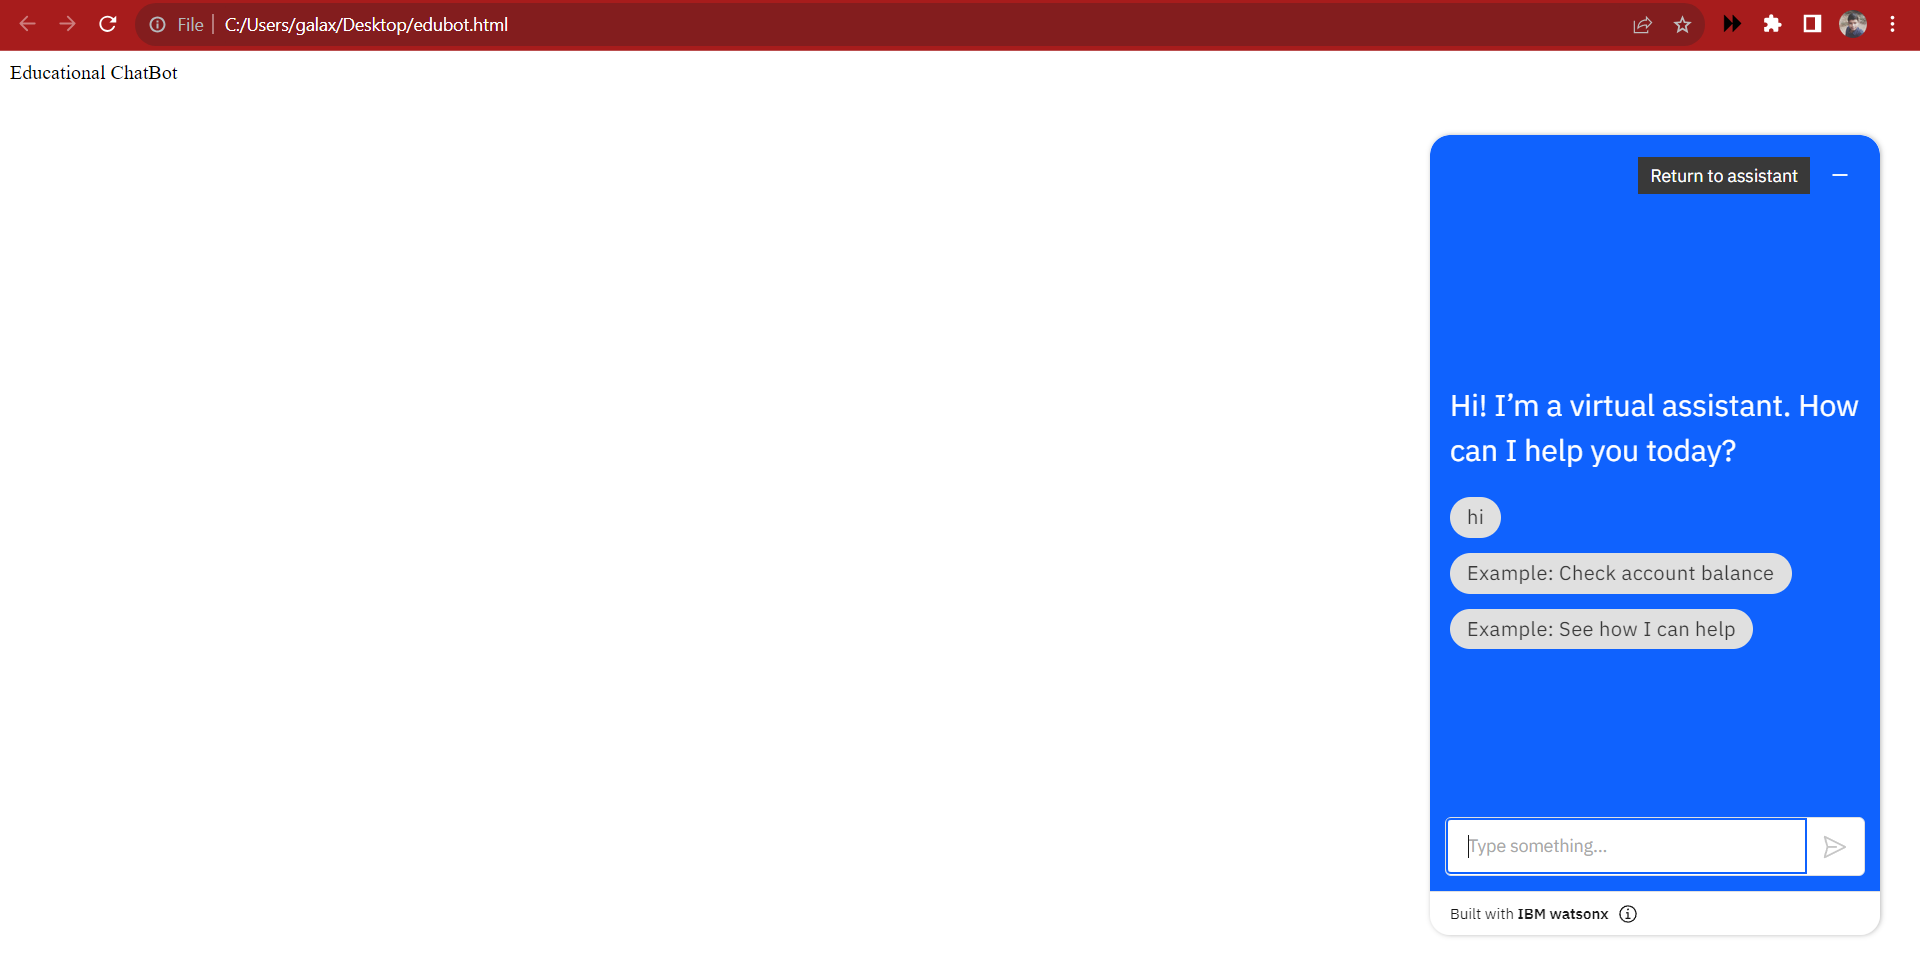 File
C:/Users/galax/Desktop/edubot.html
Educational ChatBot
Return to assistant
Hi! I’m a virtual assistant. How
can I help you today?
hi
Example: Check account balance
Example: See how I can help
Type something...
Built with IBM watsonx